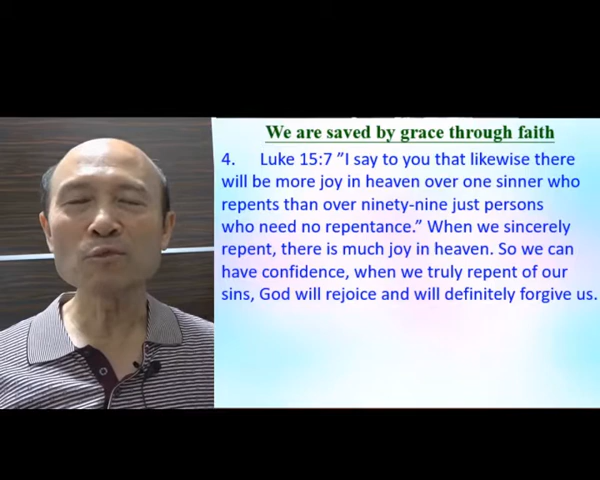 We are saved by grace through faith
4. Luke 15:7 ”I say to you that likewise there
will be more joy in heaven over one sinner who
repents than over ninety-nine just persons
who need no repentance.” When we sincerely
repent, there is much joy in heaven. So we can
have confidence, when we truly repent of our
sins, God will rejoice and will definitely forgive us.